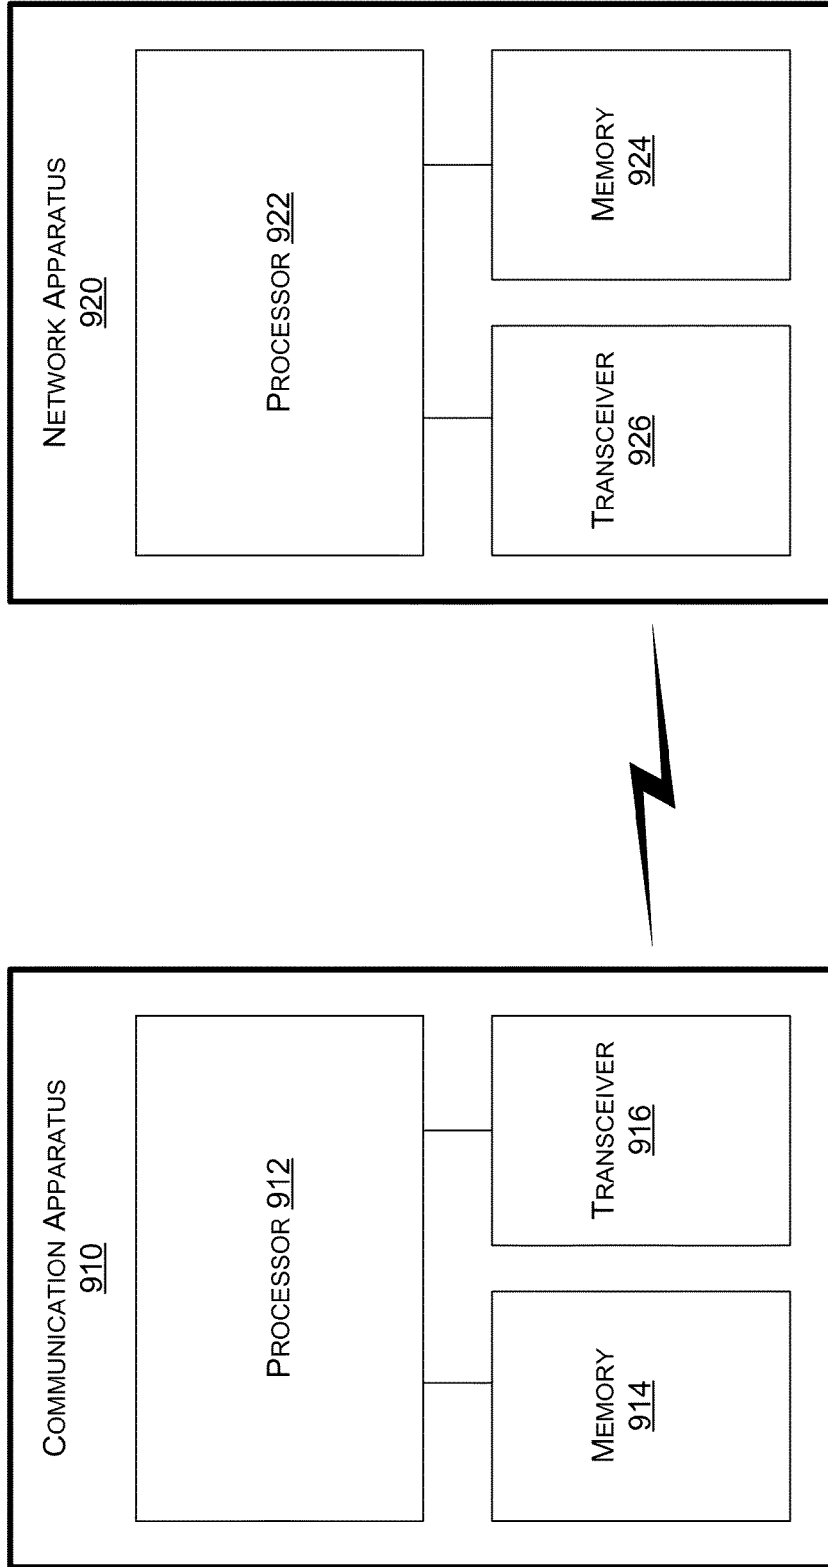 COMMUNICATION APPARATUS
910
PROCESSOR 912
MEMORY
914
TRANSCEIVER
916
NETWORK APPARATUS
920
PROCESSOR 922
TRANSCEIVER
926
MEMORY
924